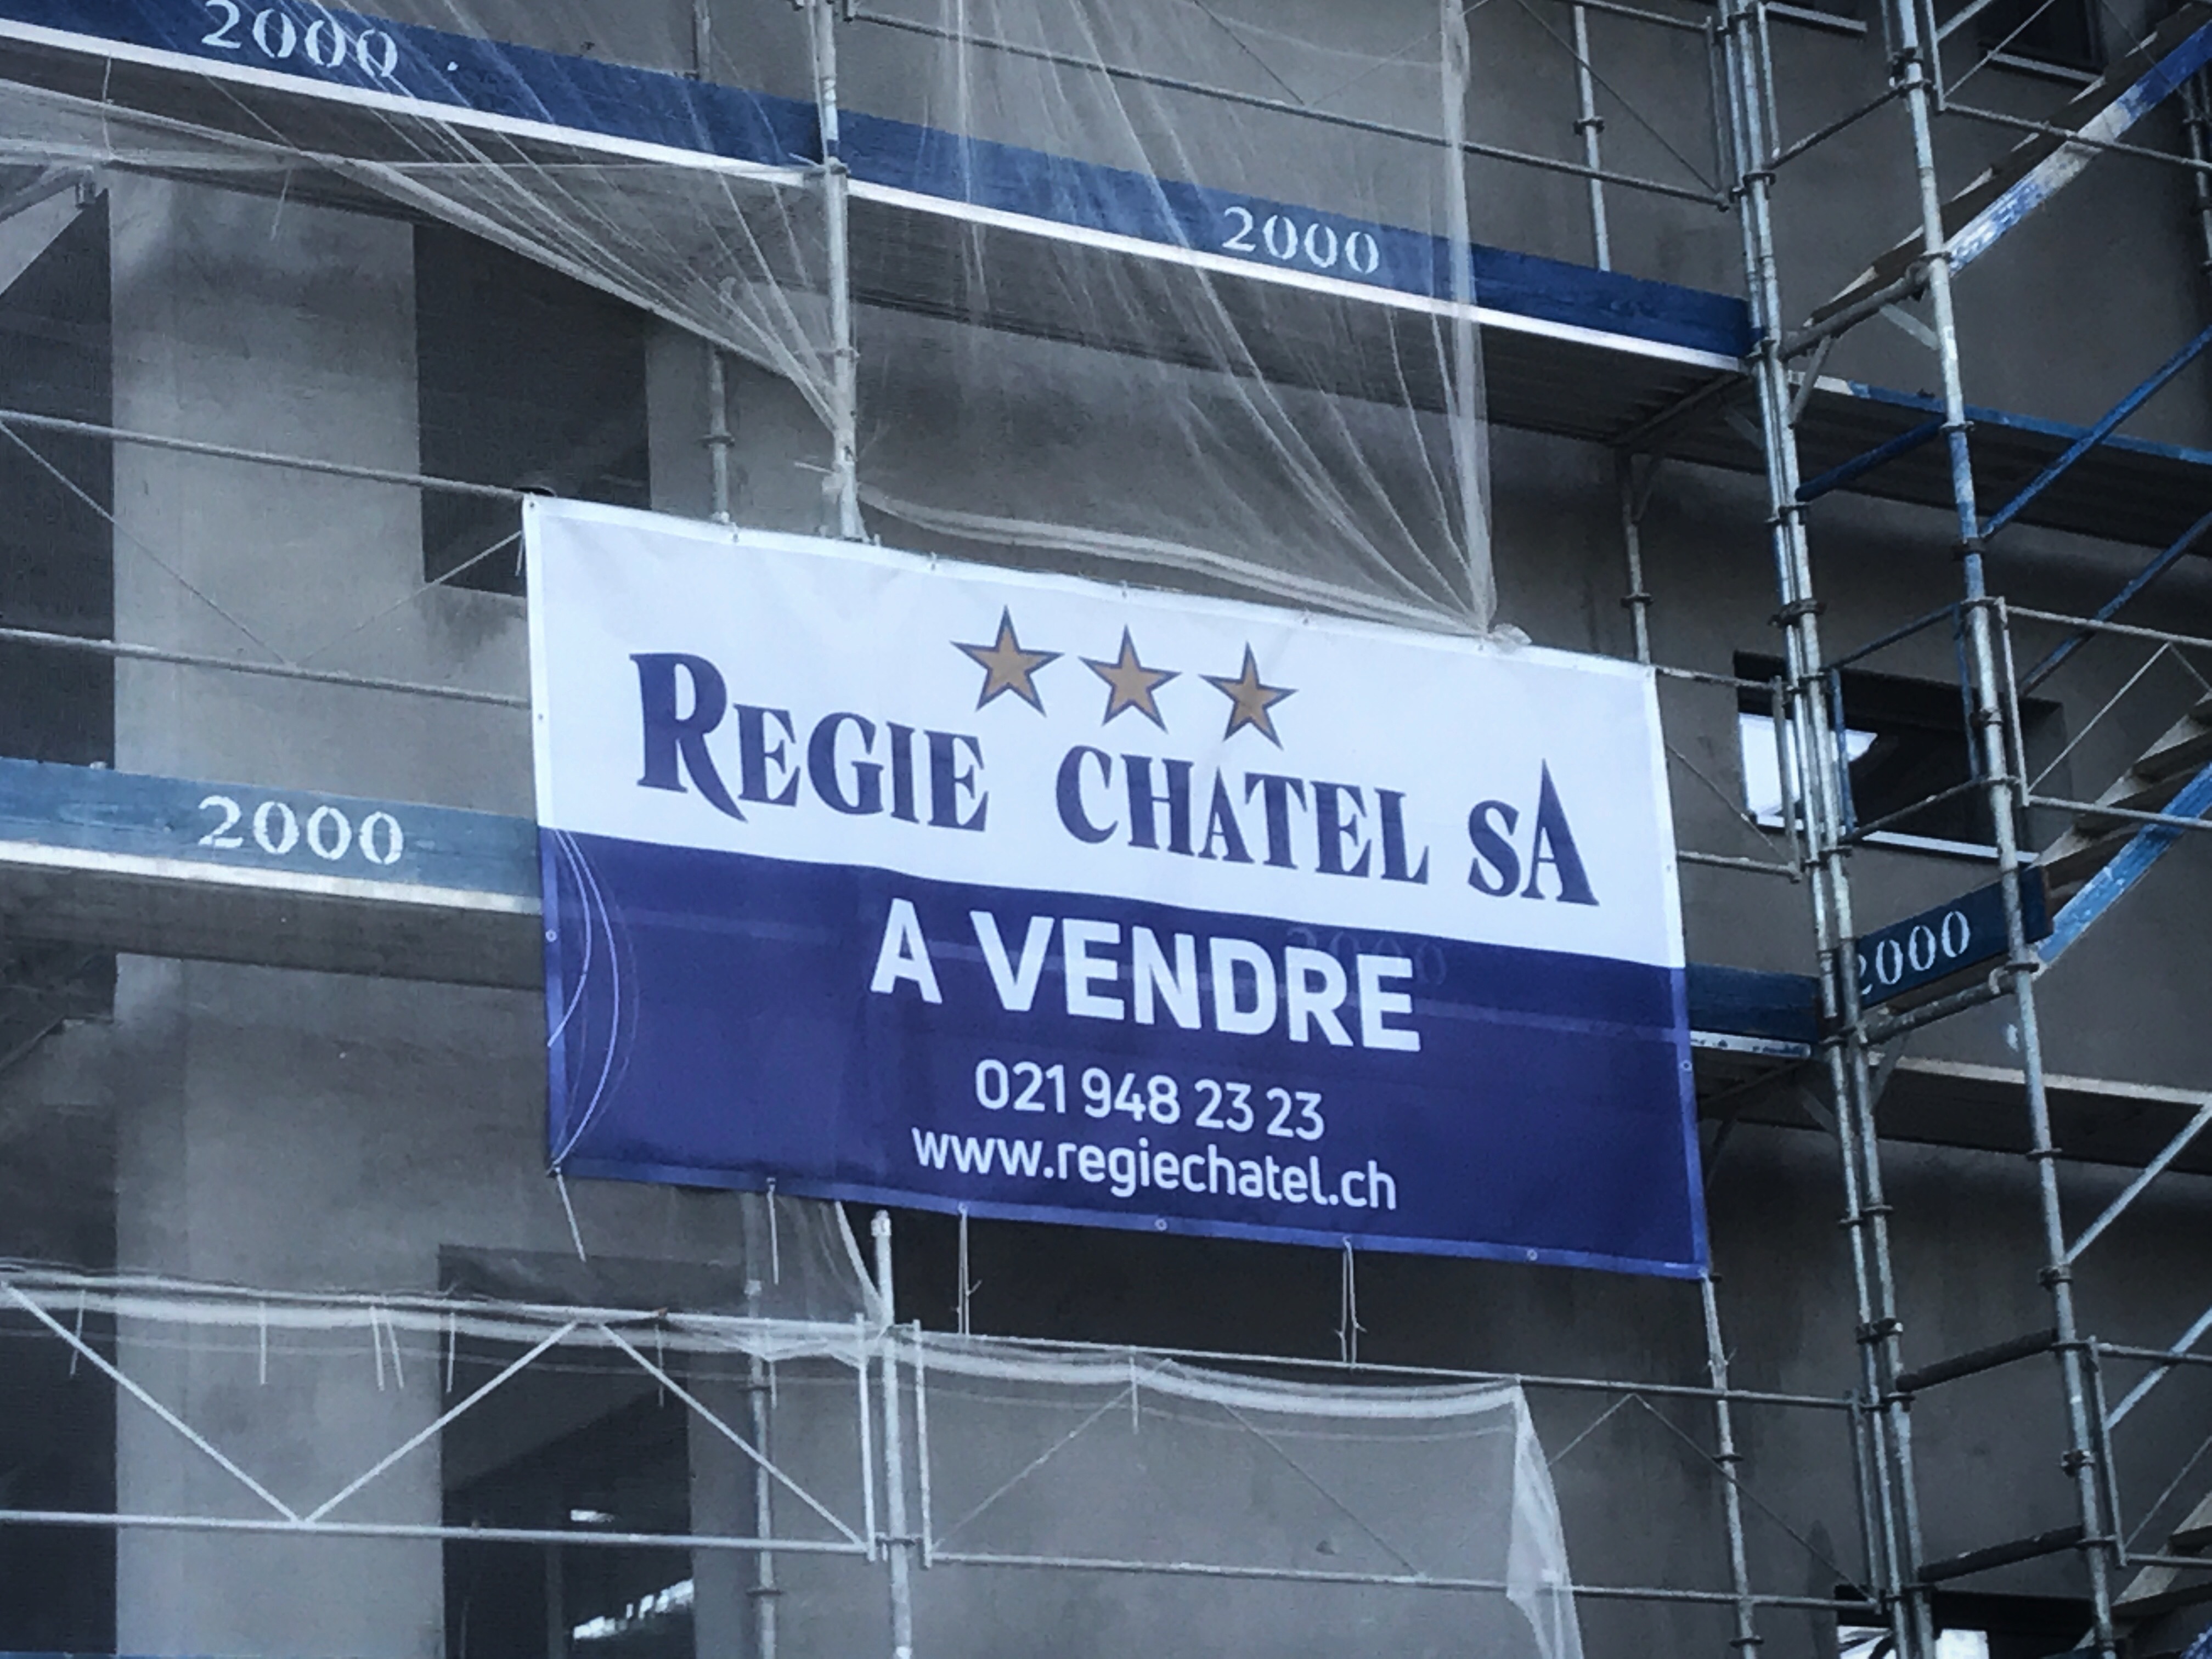 2000
2000
REGIE CHATEL SA
A VENDRE
021 948 23 23
www.regiechatel.ch
2000
2000